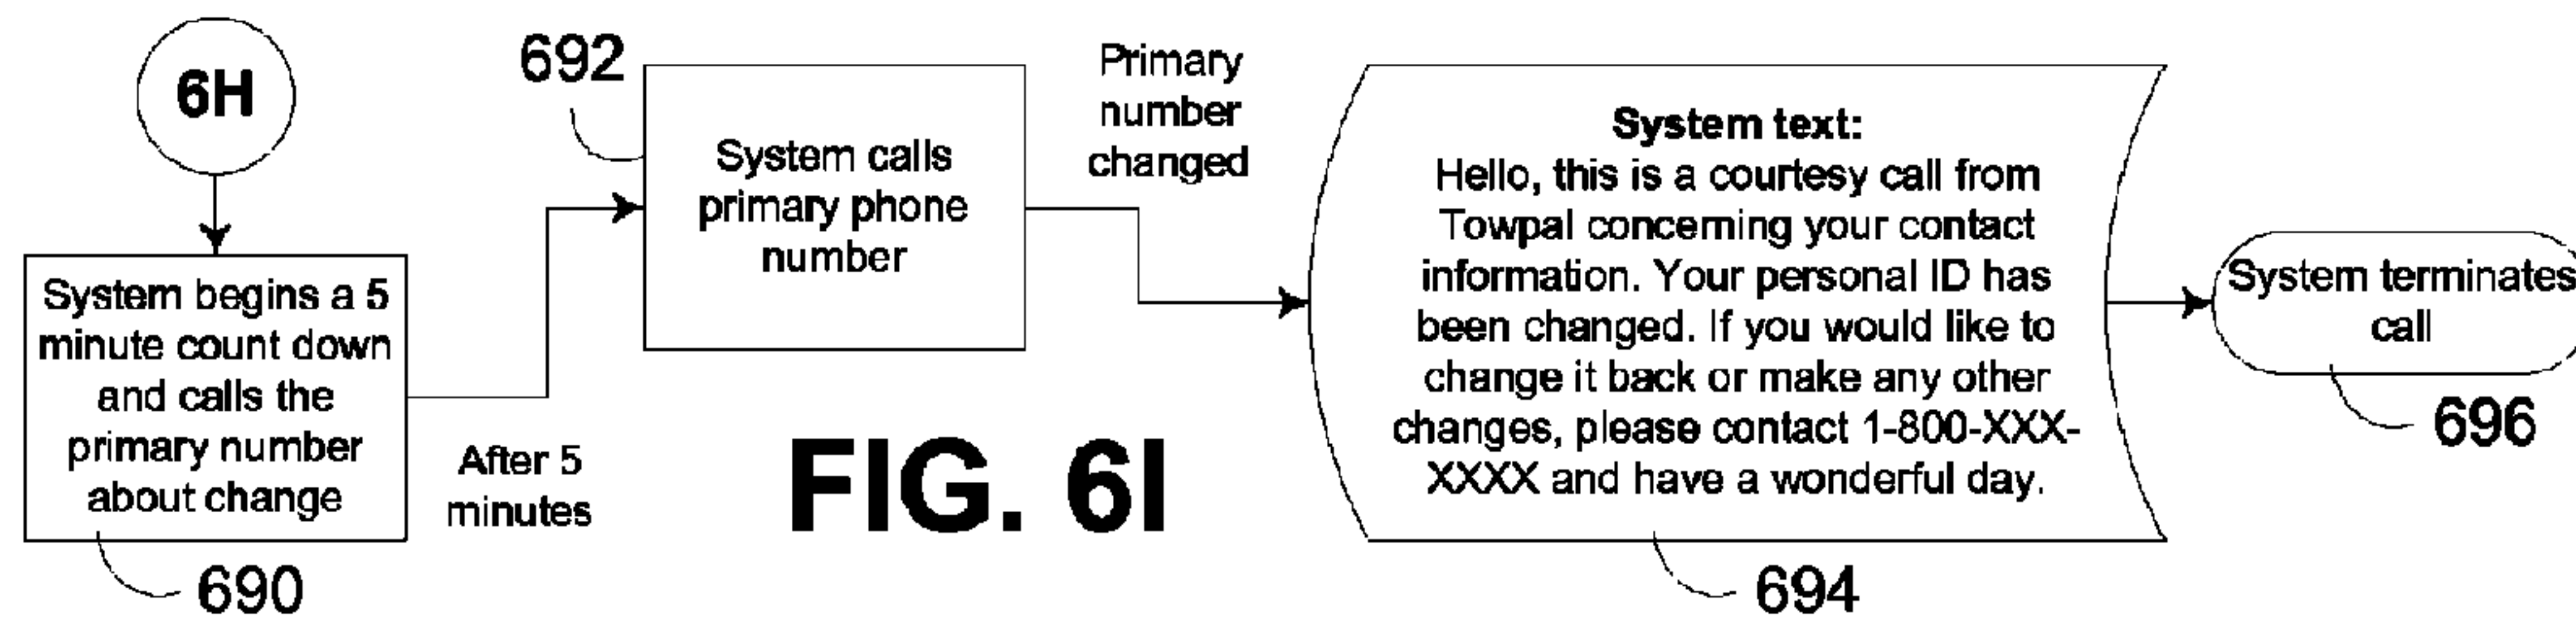 6H
System begins a 5
minute count down
and calls the
primary number
about change
690
After 5
minutes
692
System calls
primary phone
number
Primary
number
changed
System text:
Hello, this is a courtesy call from
Towpal concerning your contact
information. Your personal ID has
been changed. If you would like to
change it back or make any other
changes, please contact 1-800-XXX-
XXXX and have a wonderful day.
694
System terminates
call
696
FIG. 6I